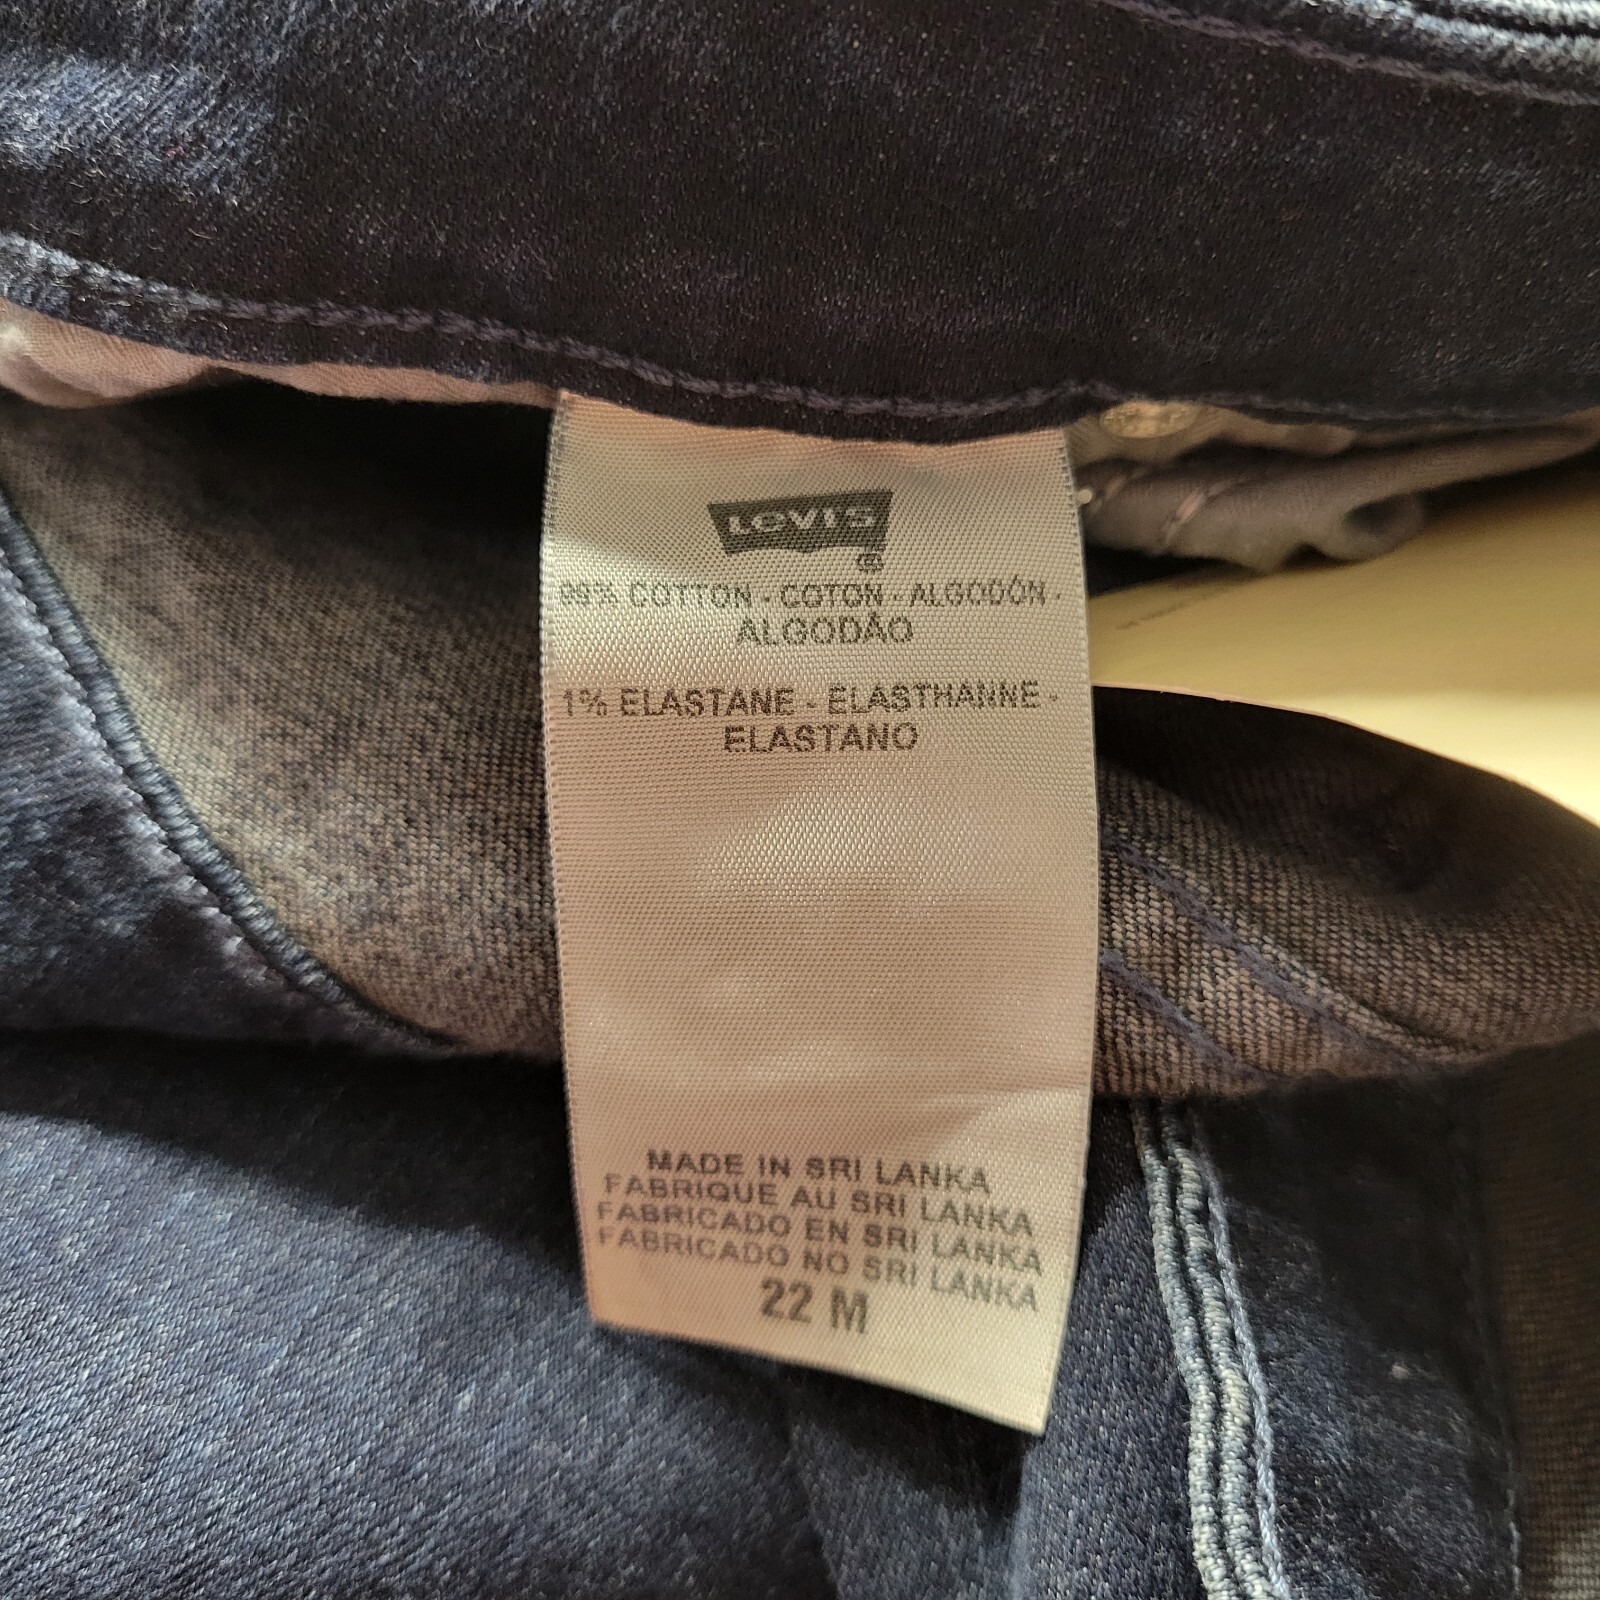 LEVI'S
®
99% COTTON - COTON - ALGODÓN -
ALGODÃO
1% ELASTANE - ELASTHANNE -
ELASTANO
MADE IN SRI LANKA
FABRIQUE AU SRI LANKA
FABRICADO EN SRI LANKA
FABRICADO NO SRI LANKA
22 M